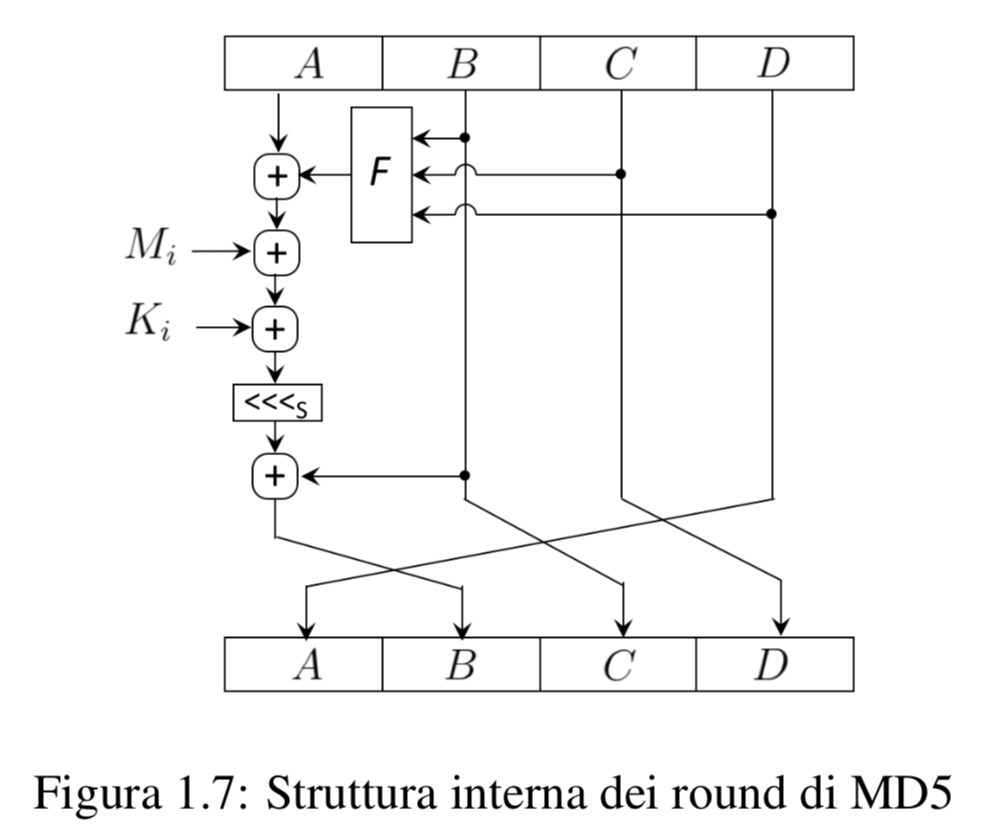 A B C D
F
+
M_i +
K_i +
<<<_S
+
A B C D
Figura 1.7: Struttura interna dei round di MD5